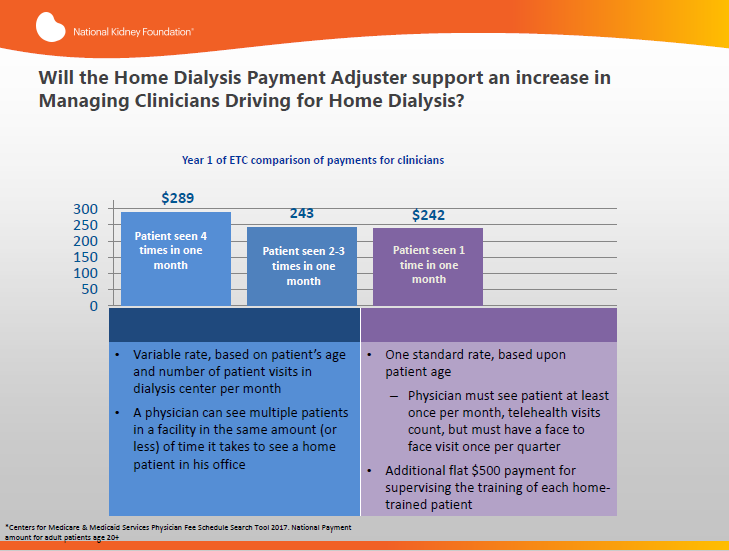 National Kidney Foundation®
Will the Home Dialysis Payment Adjuster support an increase in
Managing Clinicians Driving for Home Dialysis?
Year 1 of ETC comparison of payments for clinicians
$289
243
$242
300
250
200
150
100
50
0
Patient seen 4
times in one
month
Patient seen 2-3
times in one
month
Patient seen 1
time in one
month
• Variable rate, based on patient's age
and number of patient visits in
dialysis center per month
• A physician can see multiple patients
in a facility in the same amount (or
less) of time it takes to see a home
patient in his office
• One standard rate, based upon
patient age
– Physician must see patient at least
once per month, telehealth visits
count, but must have a face to
face visit once per quarter
• Additional flat $500 payment for
supervising the training of each home-
trained patient
*Centers for Medicare & Medicaid Services Physician Fee Schedule Search Tool 2017. National Payment
amount for adult patients age 20+